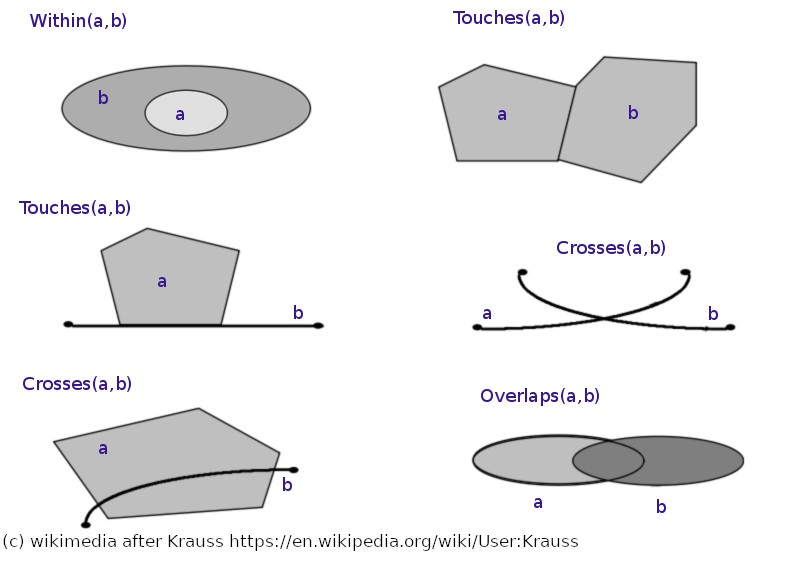 Within(a,b)
b
a
Touches(a,b)
a
b
Touches(a,b)
a
b
Crosses(a,b)
a
b
Crosses(a,b)
a
b
Overlaps(a,b)
a
b
(c) wikimedia after Krauss https://en.wikipedia.org/wiki/User:Krauss